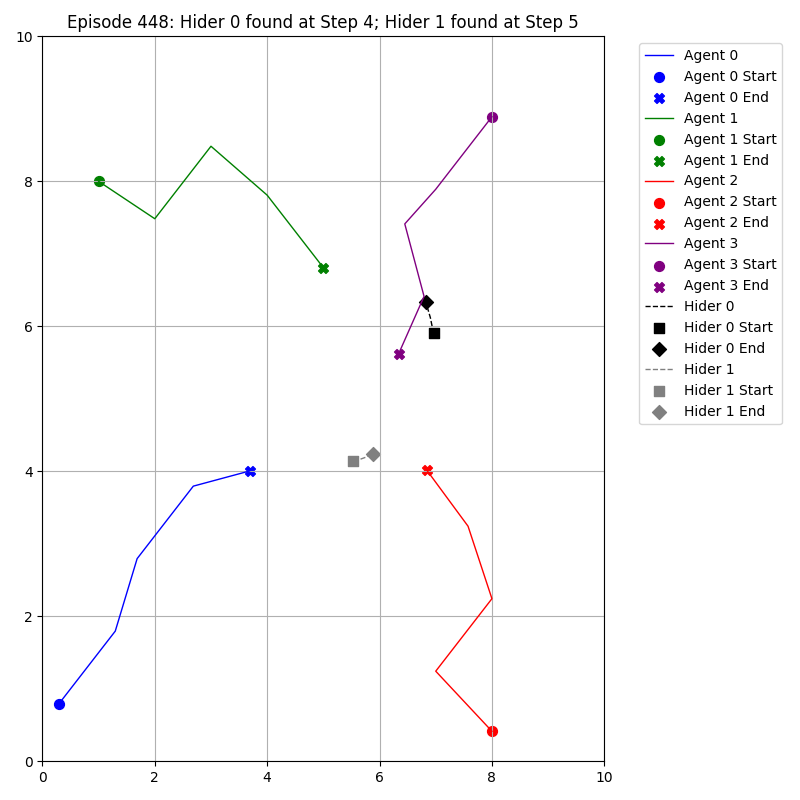 Episode 448: Hider 0 found at Step 4; Hider 1 found at Step 5
10
8
6
4
2
0
0 2 4 6 8 10
Agent 0
Agent 0 Start
Agent 0 End
Agent 1
Agent 1 Start
Agent 1 End
Agent 2
Agent 2 Start
Agent 2 End
Agent 3
Agent 3 Start
Agent 3 End
Hider 0
Hider 0 Start
Hider 0 End
Hider 1
Hider 1 Start
Hider 1 End